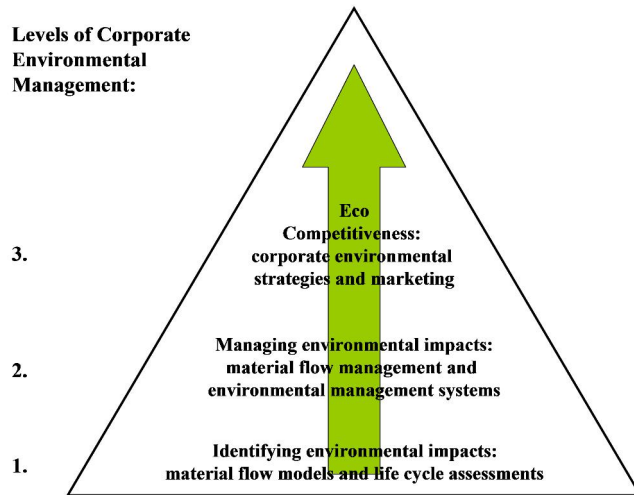 Levels of Corporate
Environmental
Management:
Eco
Competitiveness:
3.
corporate environmental
strategies and marketing
Managing environmental impacts:
2.
material flow management and
environmental management systems
Identifying environmental impacts:
1.
material flow models and life cycle assessments